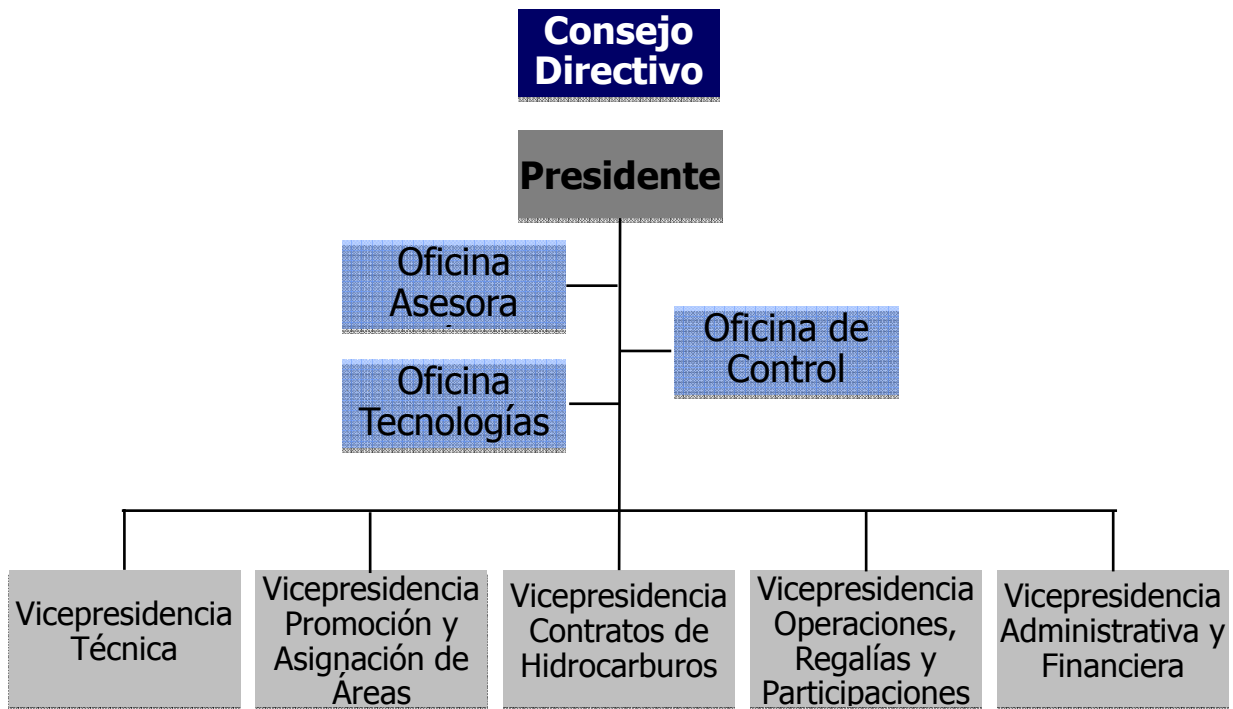 Consejo
Directivo
Presidente
Oficina
Asesora
Oficina de
Control
Oficina
Tecnologías
Vicepresidencia
Técnica
Vicepresidencia
Promoción y
Asignación de
Áreas
Vicepresidencia
Contratos de
Hidrocarburos
Vicepresidencia
Operaciones,
Regalías y
Participaciones
Vicepresidencia
Administrativa y
Financiera